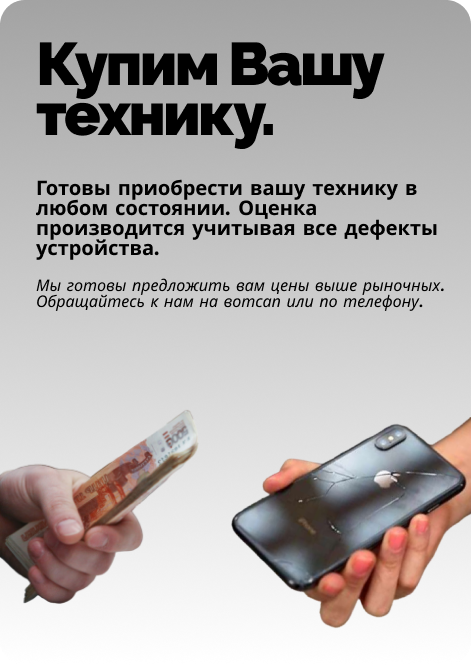 Купим Вашу
технику.
Готовы приобрести вашу технику в
любом состоянии. Оценка
производится учитывая все дефекты
устройства.
Мы готовы предложить вам цены выше рыночных.
Обращайтесь к нам на вотсап или по телефону.